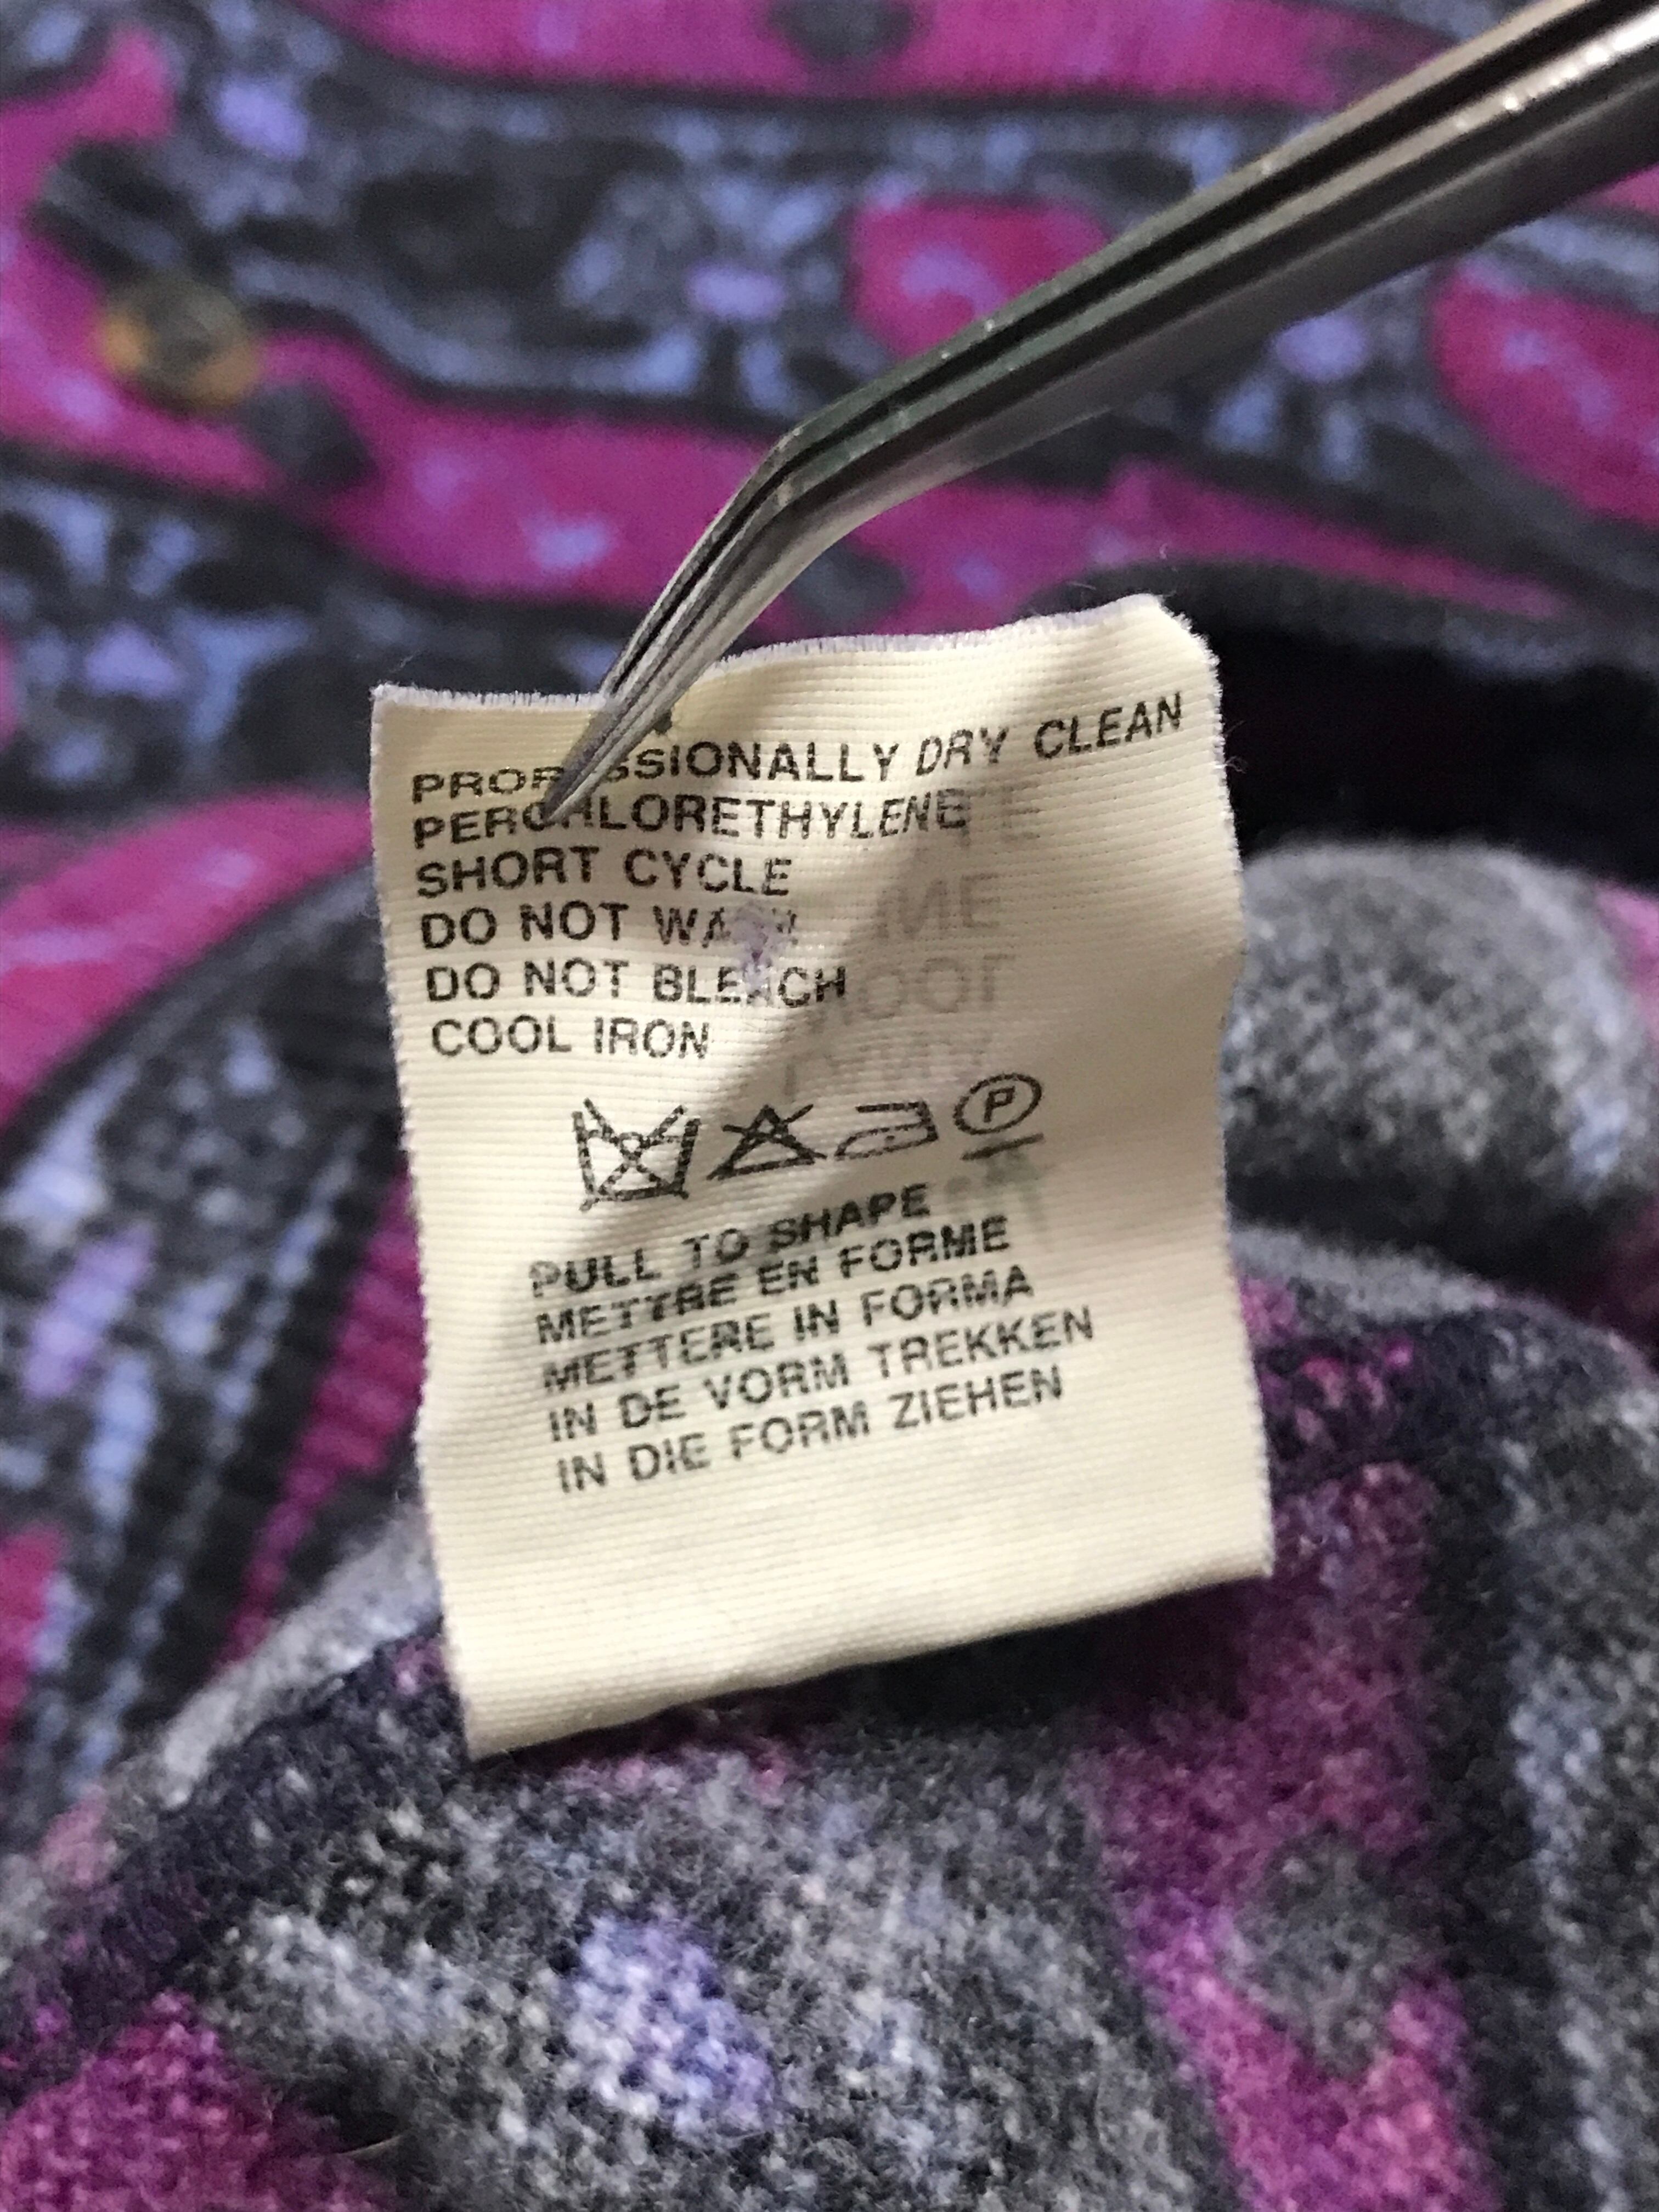 PROFESSIONALLY DRY CLEAN
PERCHLORETHYLENE
SHORT CYCLE
DO NOT WASH
DO NOT BLEACH
COOL IRON
P
PULL TO SHAPE
METTRE EN FORME
METTERE IN FORMA
IN DE VORM TREKKEN
IN DIE FORM ZIEHEN